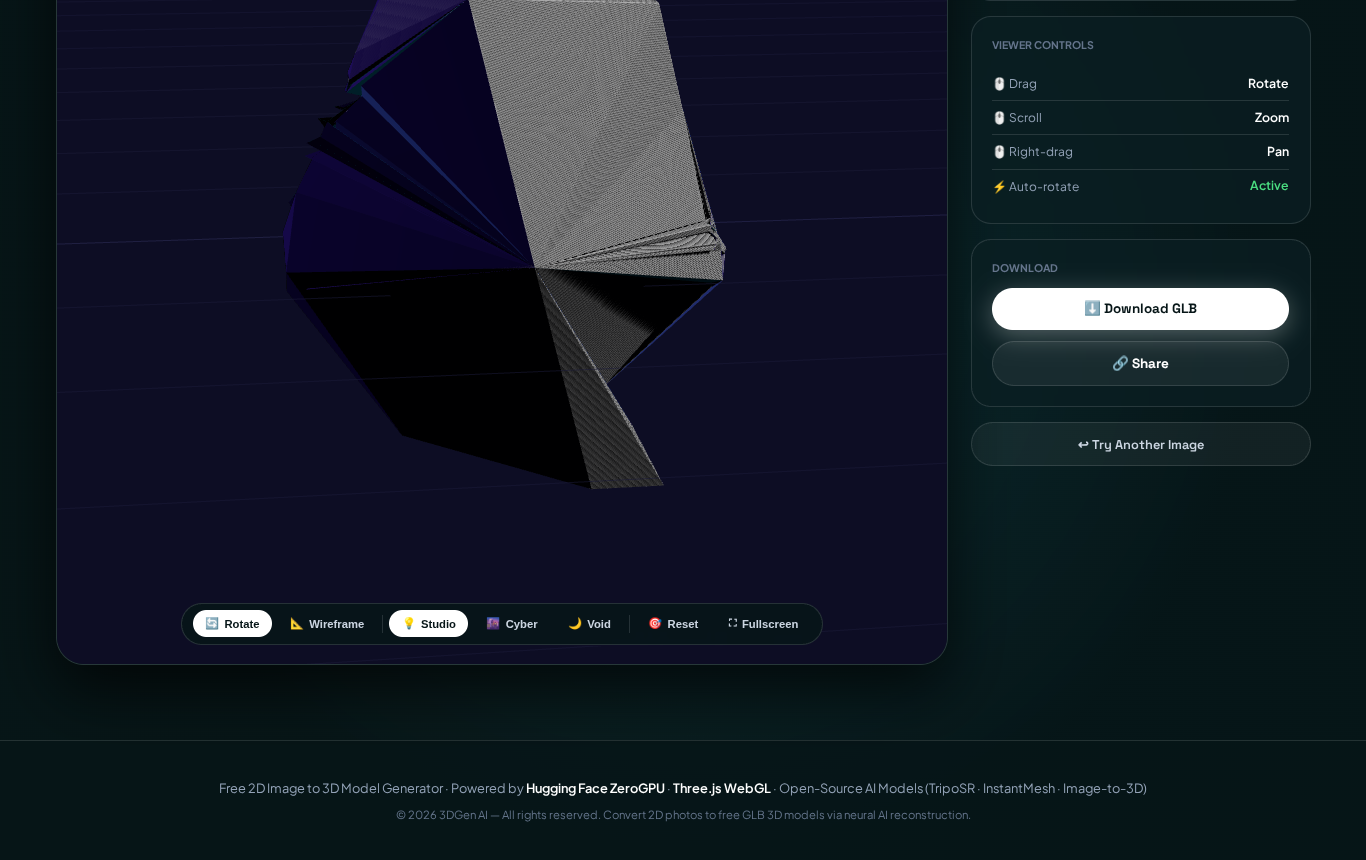 VIEWER CONTROLS
🖱️ Drag Rotate
🖱️ Scroll Zoom
🖱️ Right-drag Pan
⚡ Auto-rotate Active
DOWNLOAD
⬇️ Download GLB
🔗 Share
↩ Try Another Image
🔄 Rotate 📐 Wireframe 💡 Studio 🌆 Cyber 🌙 Void 🎯 Reset ⛶ Fullscreen
Free 2D Image to 3D Model Generator · Powered by Hugging Face ZeroGPU · Three.js WebGL · Open-Source AI Models (TripoSR · InstantMesh · Image-to-3D)
© 2026 3DGen AI — All rights reserved. Convert 2D photos to free GLB 3D models via neural AI reconstruction.